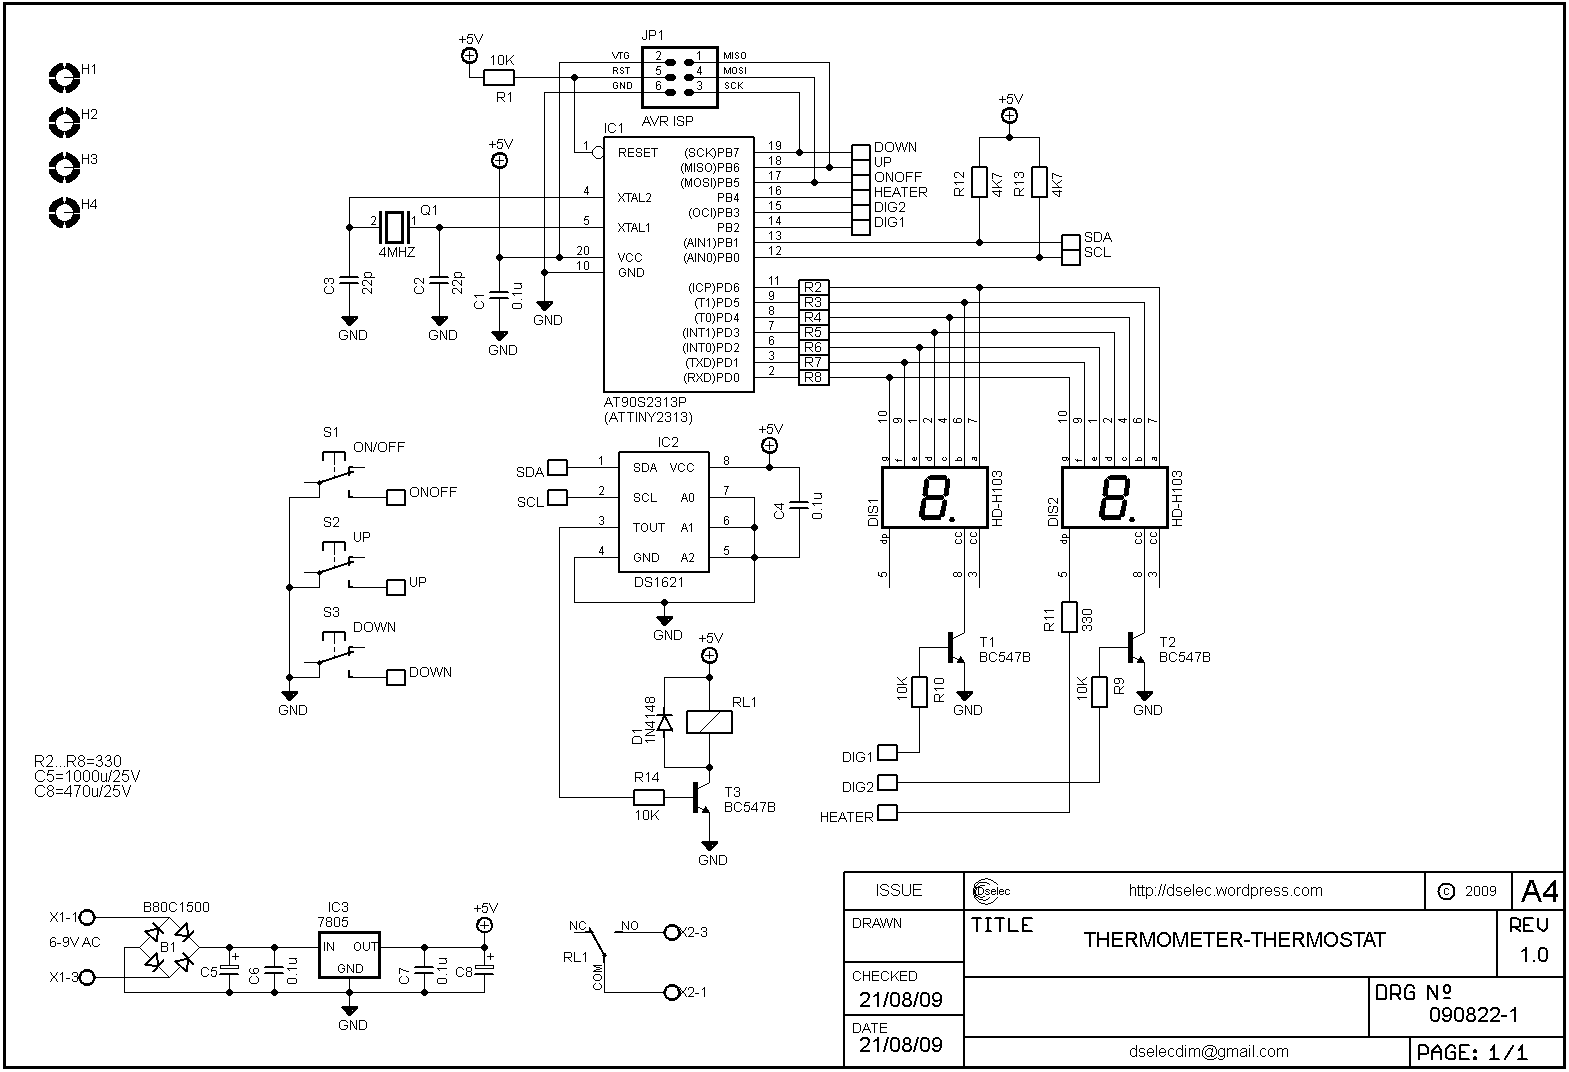 H1
H2
H3
H4
+5V
10K
R1
JP1
VTG 2 1 MISO
RST 5 4 MOSI
GND 6 3 SCK
AVR ISP
+5V
IC1
1 RESET
4 XTAL2
5 XTAL1
20 VCC
10 GND
(SCK)PB7 19 DOWN
(MISO)PB6 18 UP
(MOSI)PB5 17 ONOFF
PB4 16 HEATER
(OCI)PB3 15 DIG2
PB2 14 DIG1
(AIN1)PB1 13 SDA
(AIN0)PB0 12 SCL
(ICP)PD6 11 R2
(T1)PD5 9 R3
(T0)PD4 8 R4
(INT1)PD3 7 R5
(INT0)PD2 6 R6
(TXD)PD1 3 R7
(RXD)PD0 2 R8
AT90S2313P
(ATTINY2313)
+5V
R12
4K7
R13
4K7
2 1 Q1
4MHZ
C3
22p
C2
22p
C1
0.1u
GND
GND
GND
GND
S1
ON/OFF
ONOFF
S2
UP
UP
S3
DOWN
DOWN
GND
IC2
+5V
SDA 1 SDA VCC 8
SCL 2 SCL A0 7
3 TOUT A1 6
4 GND A2 5
DS1621
C4
0.1u
GND
10 9 1 2 4 6 7
g f e d c b a
DIS1
HD-H103
dp cc cc
5 8 3
10 9 1 2 4 6 7
g f e d c b a
DIS2
HD-H103
dp cc cc
5 8 3
R11
330
T1
BC547B
T2
BC547B
10K
R10
10K
R9
GND
GND
DIG1
DIG2
HEATER
+5V
D1
1N4148
RL1
R14
10K
T3
BC547B
GND
R2...R8=330
C5=1000u/25V
C8=470u/25V
X1-1
6-9V AC
X1-3
B80C1500
B1
C5
+
C6
0.1u
IC3
7805
IN OUT
GND
C7
0.1u
C8
+
+5V
GND
NC
NO
RL1
COM
X2-3
X2-1
ISSUE
Dselec
http://dselec.wordpress.com
© 2009
A4
DRAWN
TITLE
THERMOMETER-THERMOSTAT
REV
1.0
CHECKED
21/08/09
DRG Nº
090822-1
DATE
21/08/09
dselecdim@gmail.com
PAGE: 1/1